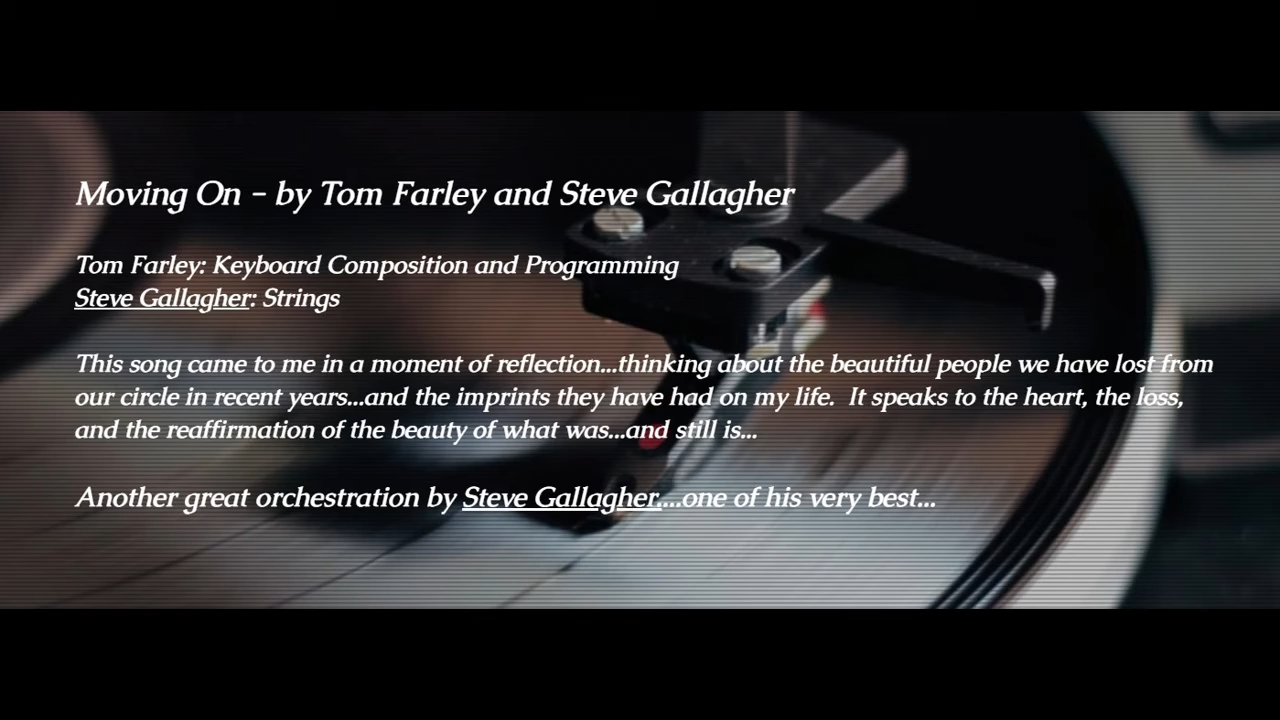 Moving On - by Tom Farley and Steve Gallagher
Tom Farley: Keyboard Composition and Programming
Steve Gallagher: Strings
This song came to me in a moment of reflection...thinking about the beautiful people we have lost from
our circle in recent years...and the imprints they have had on my life.  It speaks to the heart, the loss,
and the reaffirmation of the beauty of what was...and still is...
Another great orchestration by Steve Gallagher....one of his very best...